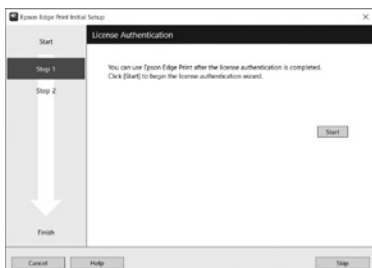 Epson Edge Print Initial Setup
Start
Step 1
Step 2
Finish
License Authentication
You can use Epson Edge Print after the license authentication is completed.
Click [Start] to begin the license authentication wizard.
Start
Cancel
Help
Skip